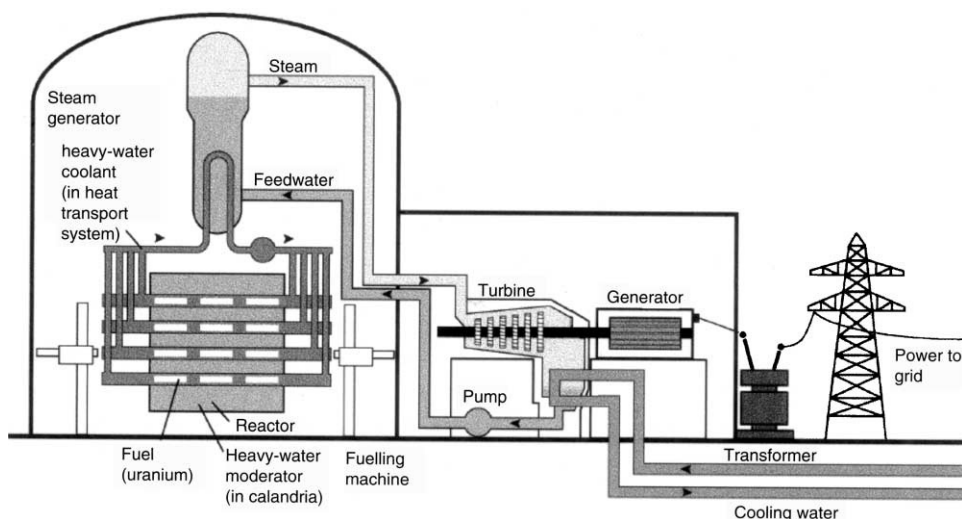 Steam
Steam
generator
heavy-water
coolant
(in heat
transport
system)
Feedwater
Turbine
Generator
Power to
grid
Pump
Reactor
Fuel
(uranium)
Heavy-water
moderator
(in calandria)
Fuelling
machine
Transformer
Cooling water